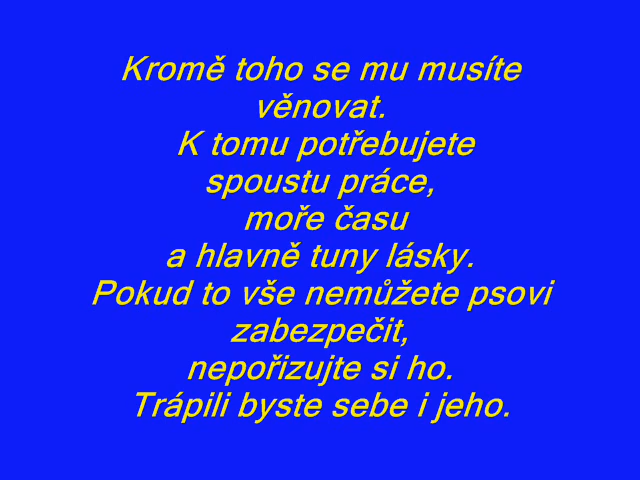 Kromě toho se mu musíte
věnovat.
K tomu potřebujete
spoustu práce,
moře času
a hlavně tuny lásky.
Pokud to vše nemůžete psovi
zabezpečit,
nepořizujte si ho.
Trápili byste sebe i jeho.